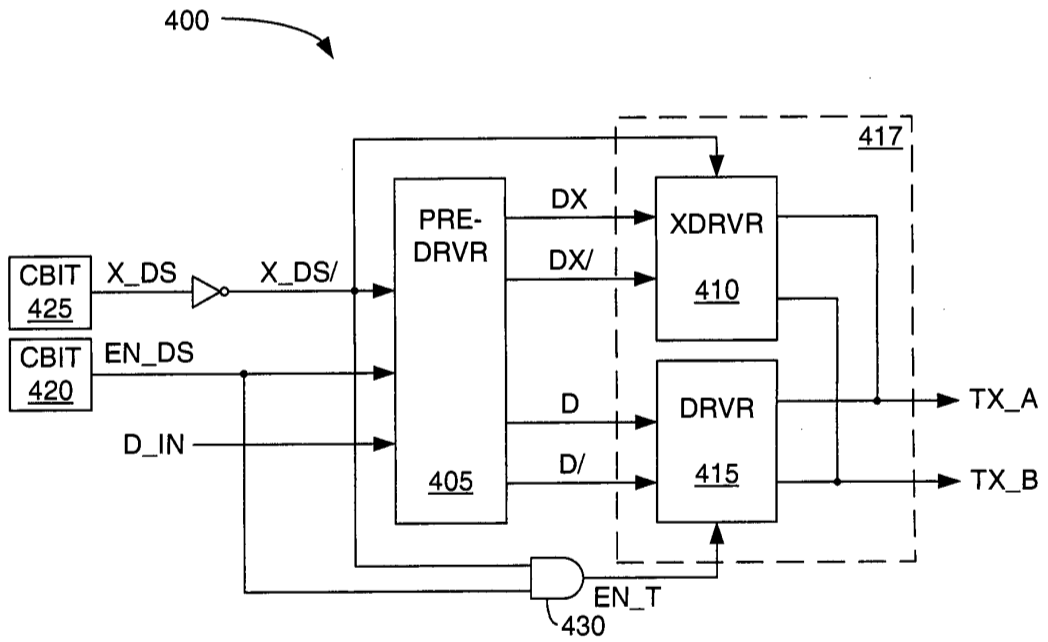 400
417
PRE-
DRVR
405
DX
DX/
XDRVR
410
CBIT
425
X_DS
X_DS/
CBIT
420
EN_DS
D_IN
D
D/
DRVR
415
TX_A
TX_B
EN_T
430